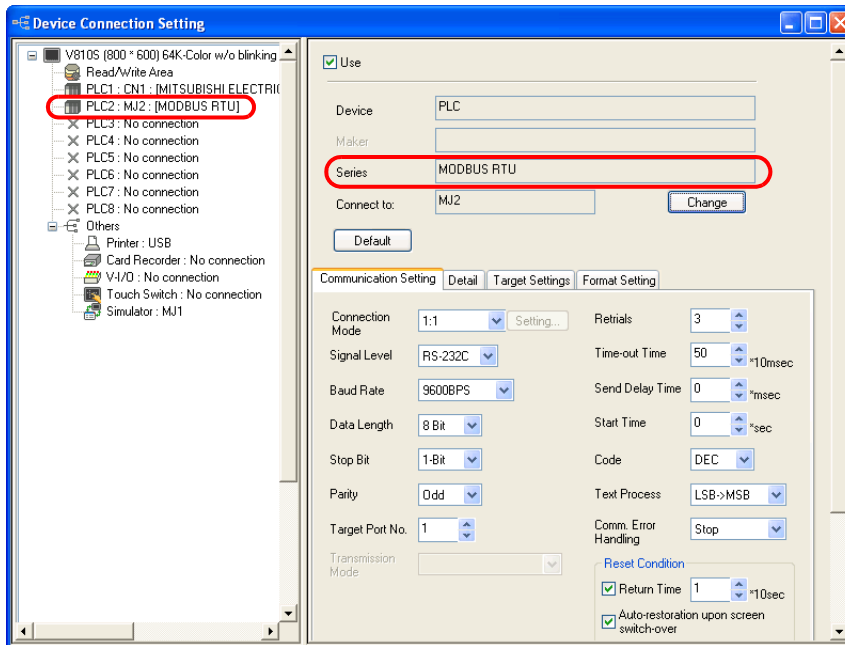 Device Connection Setting
V810S (800 * 600) 64K-Color w/o blinking
Read/Write Area
PLC1 : CN1 : [MITSUBISHI ELECTRI
PLC2 : MJ2 : [MODBUS RTU]
PLC3 : No connection
PLC4 : No connection
PLC5 : No connection
PLC6 : No connection
PLC7 : No connection
PLC8 : No connection
Others
Printer : USB
Card Recorder : No connection
V-I/O : No connection
Touch Switch : No connection
Simulator : MJ1
Use
Device PLC
Maker
Series MODBUS RTU
Connect to: MJ2 Change
Default
Communication Setting Detail Target Settings Format Setting
Connection Mode 1:1 Setting...
Signal Level RS-232C
Baud Rate 9600BPS
Data Length 8 Bit
Stop Bit 1-Bit
Parity Odd
Target Port No. 1
Transmission Mode
Retrials 3
Time-out Time 50 *10msec
Send Delay Time 0 *msec
Start Time 0 *sec
Code DEC
Text Process LSB->MSB
Comm. Error Handling Stop
Reset Condition
Return Time 1 *10sec
Auto-restoration upon screen
switch-over